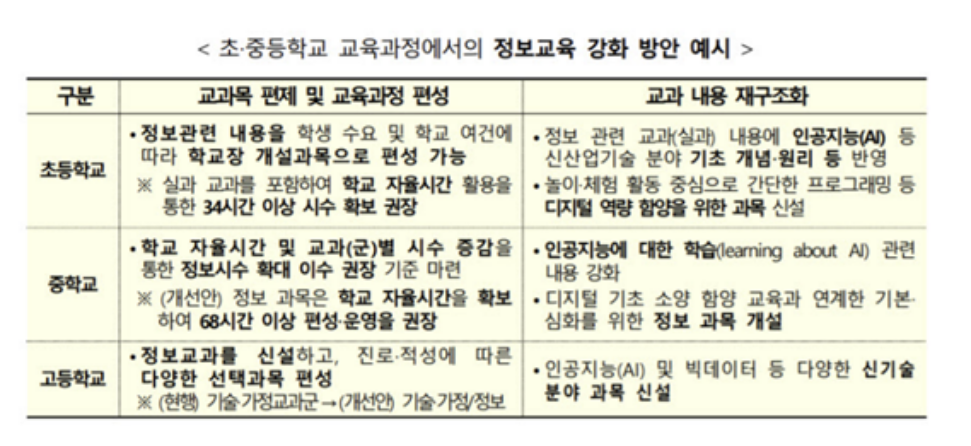 < 초·중등학교 교육과정에서의 정보교육 강화 방안 예시 >
구분
교과목 편제 및 교육과정 편성
교과 내용 재구조화
초등학교
• 정보관련 내용을 학생 수요 및 학교 여건에
따라 학교장 개설과목으로 편성 가능
※ 실과 교과를 포함하여 학교 자율시간 활용을
통한 34시간 이상 시수 확보 권장
• 정보 관련 교과(실과) 내용에 인공지능(AI) 등
신산업기술 분야 기초 개념·원리 등 반영
• 놀이·체험 활동 중심으로 간단한 프로그래밍 등
디지털 역량 함양을 위한 과목 신설
중학교
• 학교 자율시간 및 교과(군)별 시수 증감을
통한 정보시수 확대 이수 권장 기준 마련
※ (개선안) 정보 과목은 학교 자율시간을 확보
하여 68시간 이상 편성·운영을 권장
• 인공지능에 대한 학습(learning about AI) 관련
내용 강화
• 디지털 기초 소양 함양 교육과 연계한 기본·
심화를 위한 정보 과목 개설
고등학교
• 정보교과를 신설하고, 진로·적성에 따른
다양한 선택과목 편성
※ (현행) 기술·가정교과군→(개선안) 기술·가정/정보
• 인공지능(AI) 및 빅데이터 등 다양한 신기술
분야 과목 신설